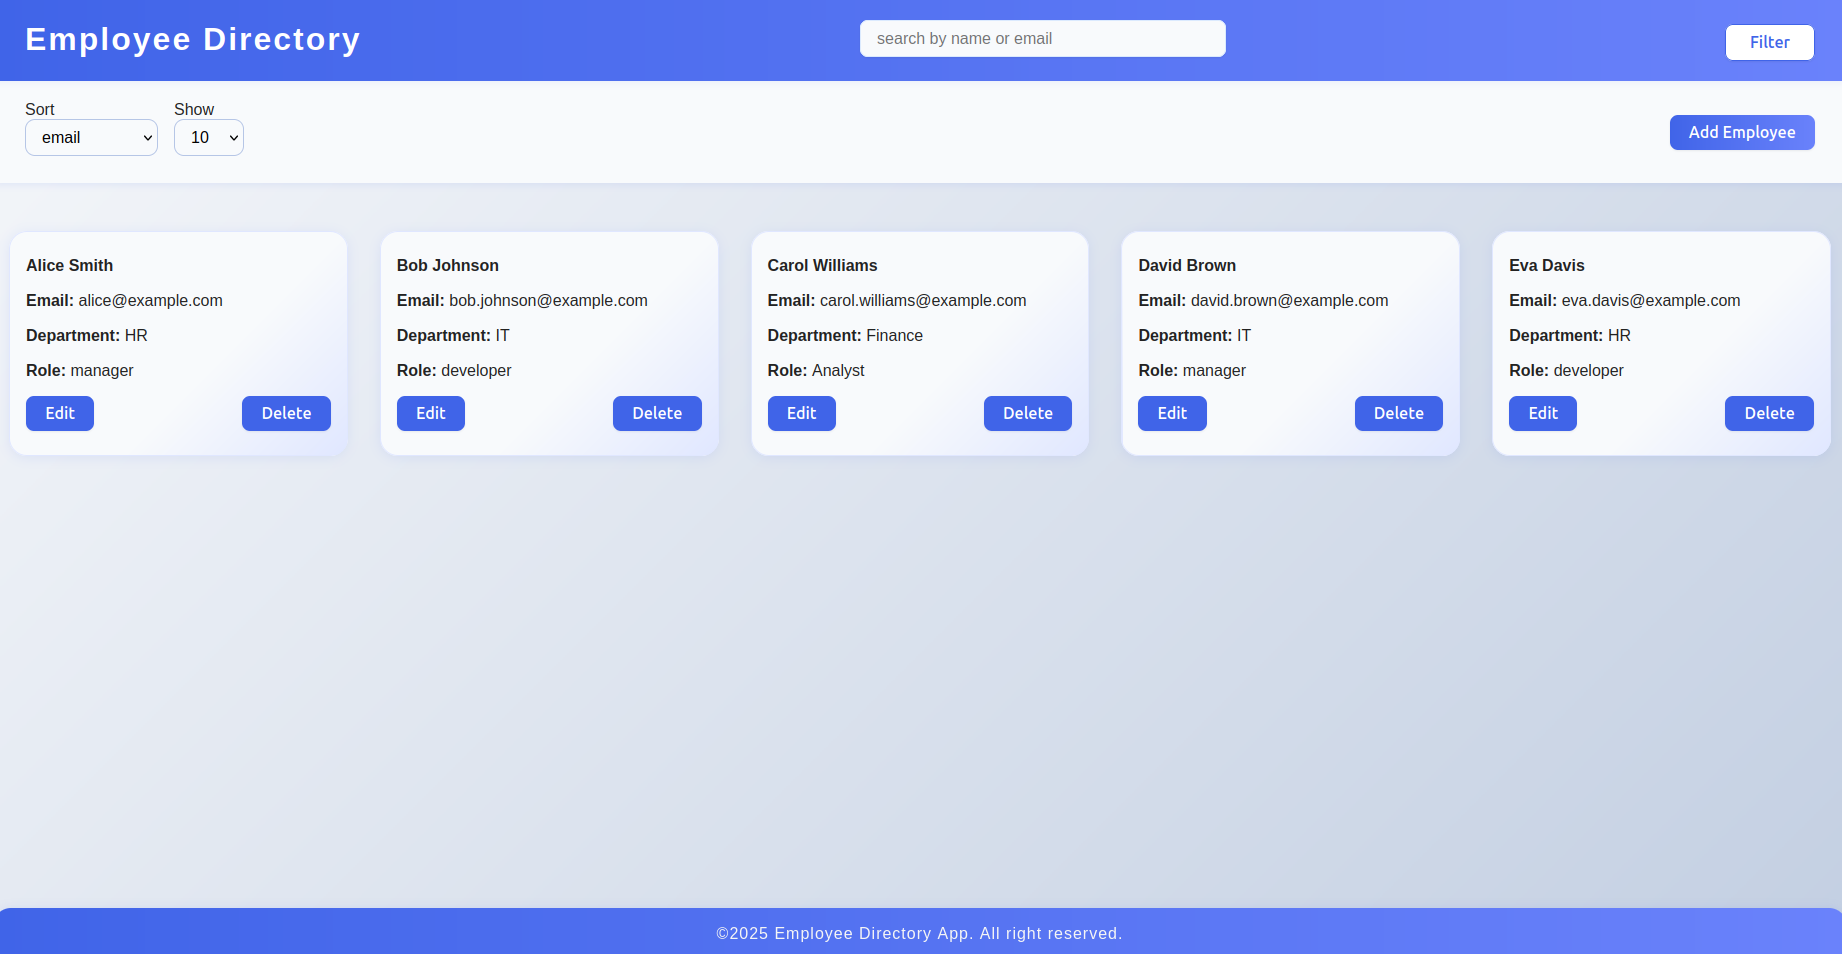 Employee Directory
search by name or email
Filter
Sort
Show
email
10
Add Employee
Alice Smith
Email: alice@example.com
Department: HR
Role: manager
Edit
Delete
Bob Johnson
Email: bob.johnson@example.com
Department: IT
Role: developer
Edit
Delete
Carol Williams
Email: carol.williams@example.com
Department: Finance
Role: Analyst
Edit
Delete
David Brown
Email: david.brown@example.com
Department: IT
Role: manager
Edit
Delete
Eva Davis
Email: eva.davis@example.com
Department: HR
Role: developer
Edit
Delete
©2025 Employee Directory App. All right reserved.